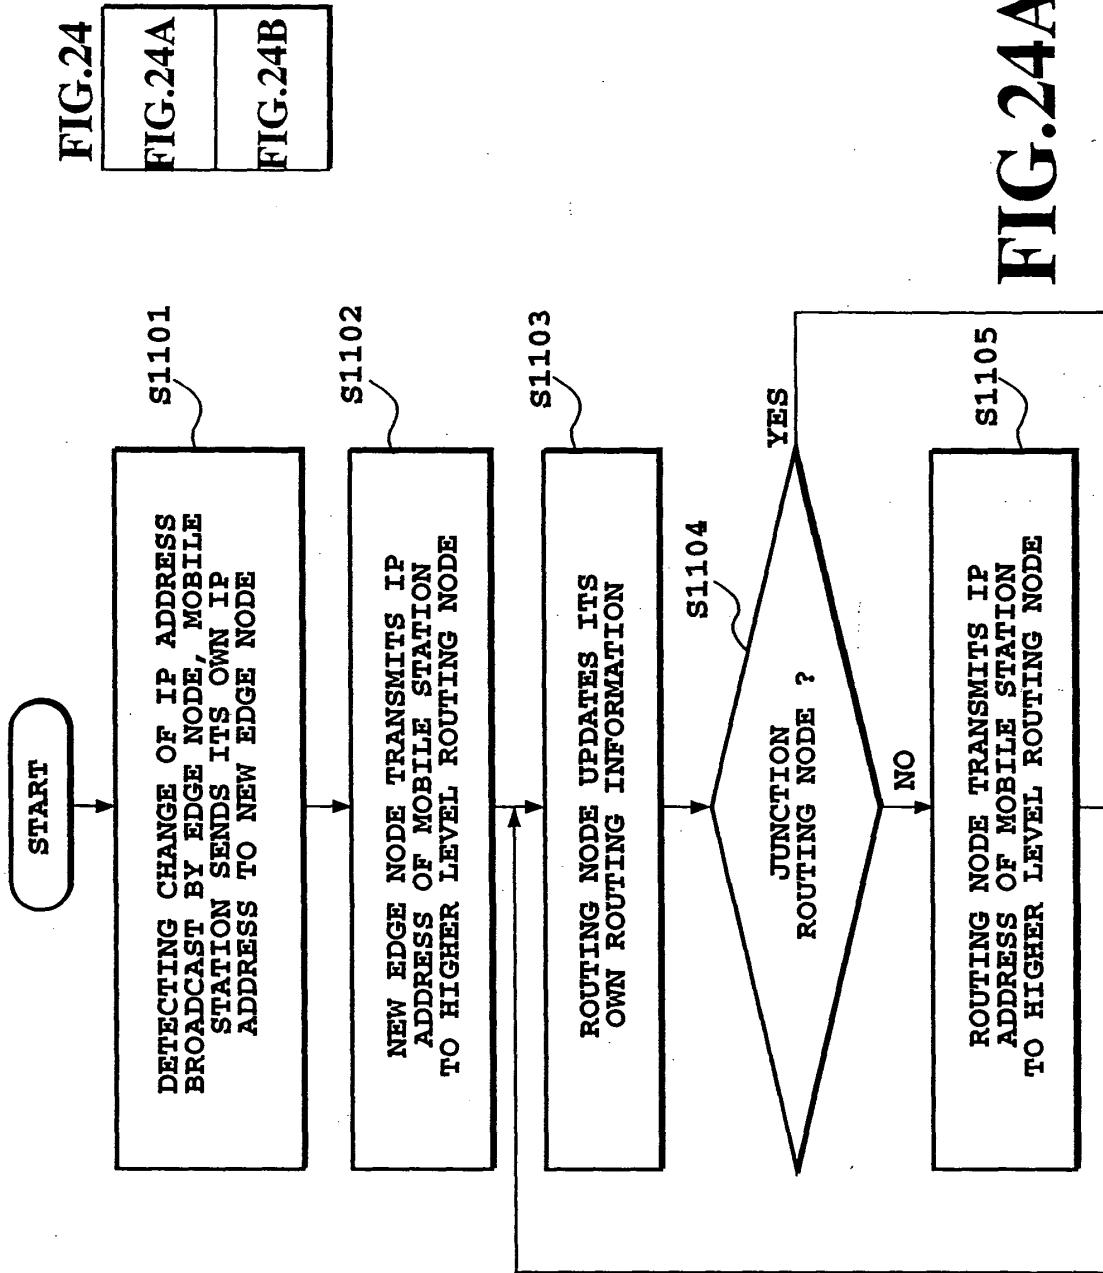 FIG.24
FIG.24A
FIG.24B
START
S1101
DETECTING CHANGE OF IP ADDRESS
BROADCAST BY EDGE NODE, MOBILE
STATION SENDS ITS OWN IP
ADDRESS TO NEW EDGE NODE
S1102
NEW EDGE NODE TRANSMITS IP
ADDRESS OF MOBILE STATION
TO HIGHER LEVEL ROUTING NODE
S1103
ROUTING NODE UPDATES ITS
OWN ROUTING INFORMATION
S1104
JUNCTION
ROUTING NODE ?
YES
NO
S1105
ROUTING NODE TRANSMITS IP
ADDRESS OF MOBILE STATION
TO HIGHER LEVEL ROUTING NODE
FIG.24A